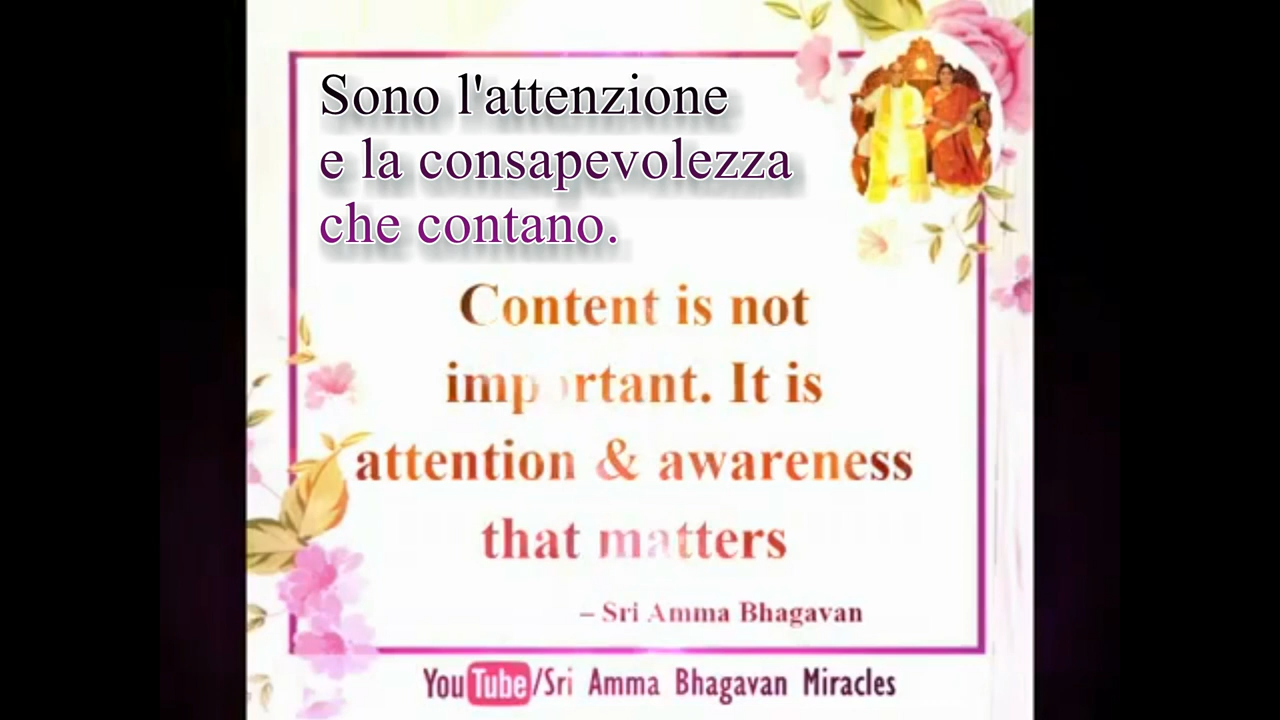 Sono l'attenzione
e la consapevolezza
che contano.
Content is not
important. It is
attention & awareness
that matters
– Sri Amma Bhagavan
YouTube/Sri Amma Bhagavan Miracles